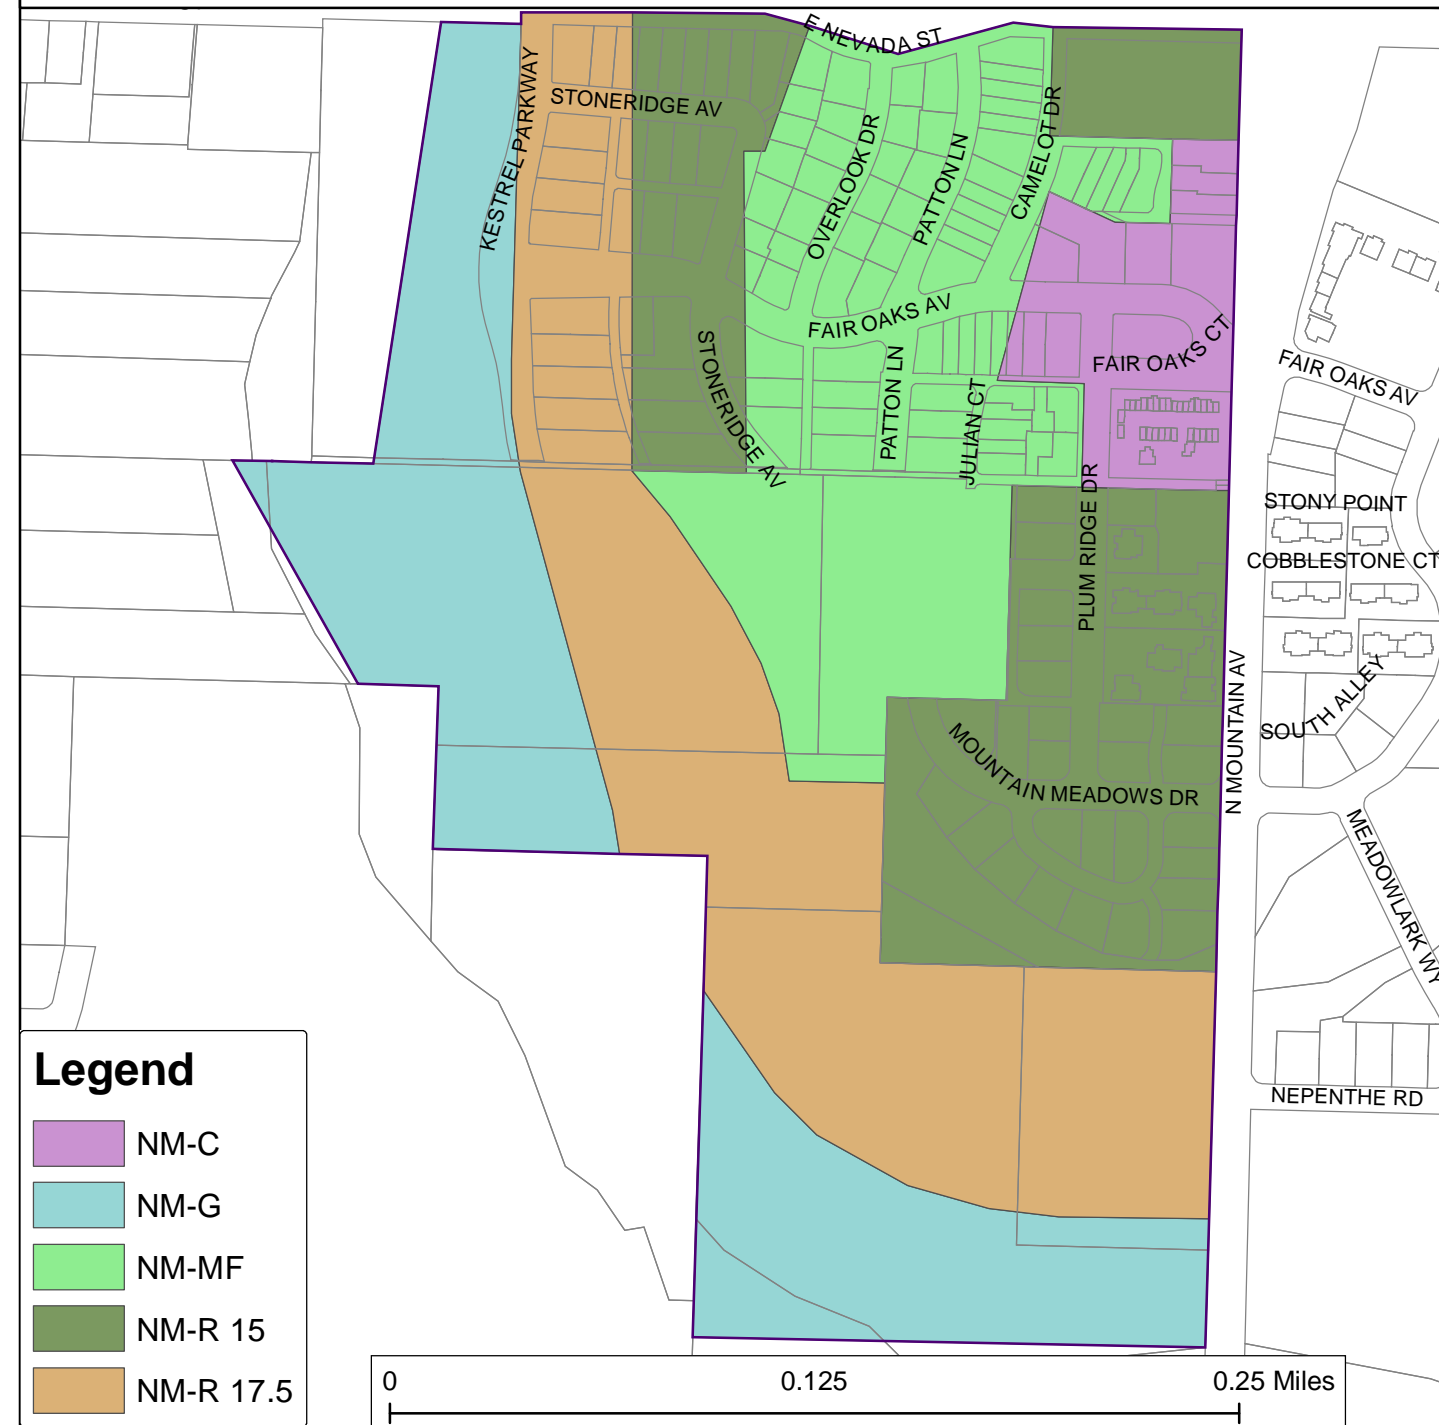 E NEVADA ST
KESTREL PARKWAY
STONERIDGE AV
OVERLOOK DR
PATTON LN
CAMELOT DR
FAIR OAKS AV
FAIR OAKS CT
STONERIDGE AV
PATTON LN
JULIAN CT
FAIR OAKS AV
PLUM RIDGE DR
STONY POINT
COBBLESTONE CT
N MOUNTAIN AV
SOUTH ALLEY
MOUNTAIN MEADOWS DR
MEADOWLARK WY
NEPENTHE RD
Legend
NM-C
NM-G
NM-MF
NM-R 15
NM-R 17.5
0 0.125 0.25 Miles